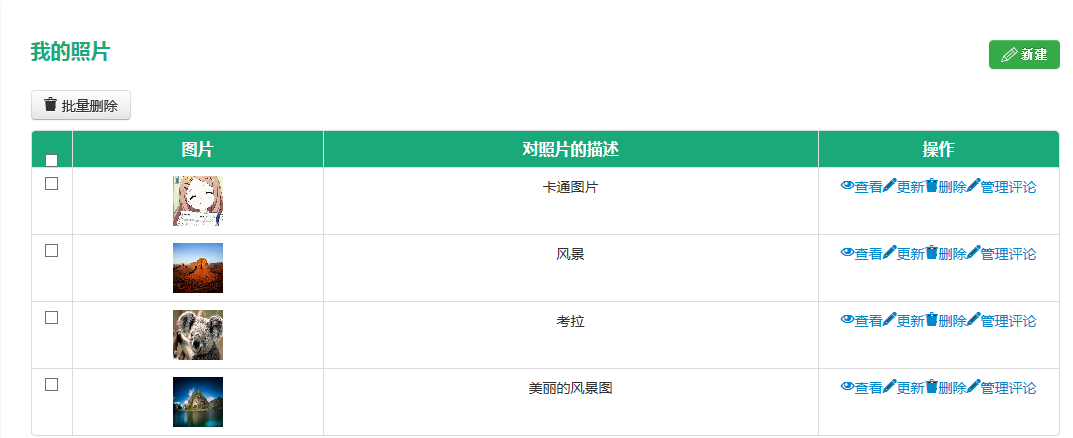 我的照片
新建
批量删除
图片 对照片的描述 操作
卡通图片 查看更新删除管理评论
风景 查看更新删除管理评论
考拉 查看更新删除管理评论
美丽的风景图 查看更新删除管理评论